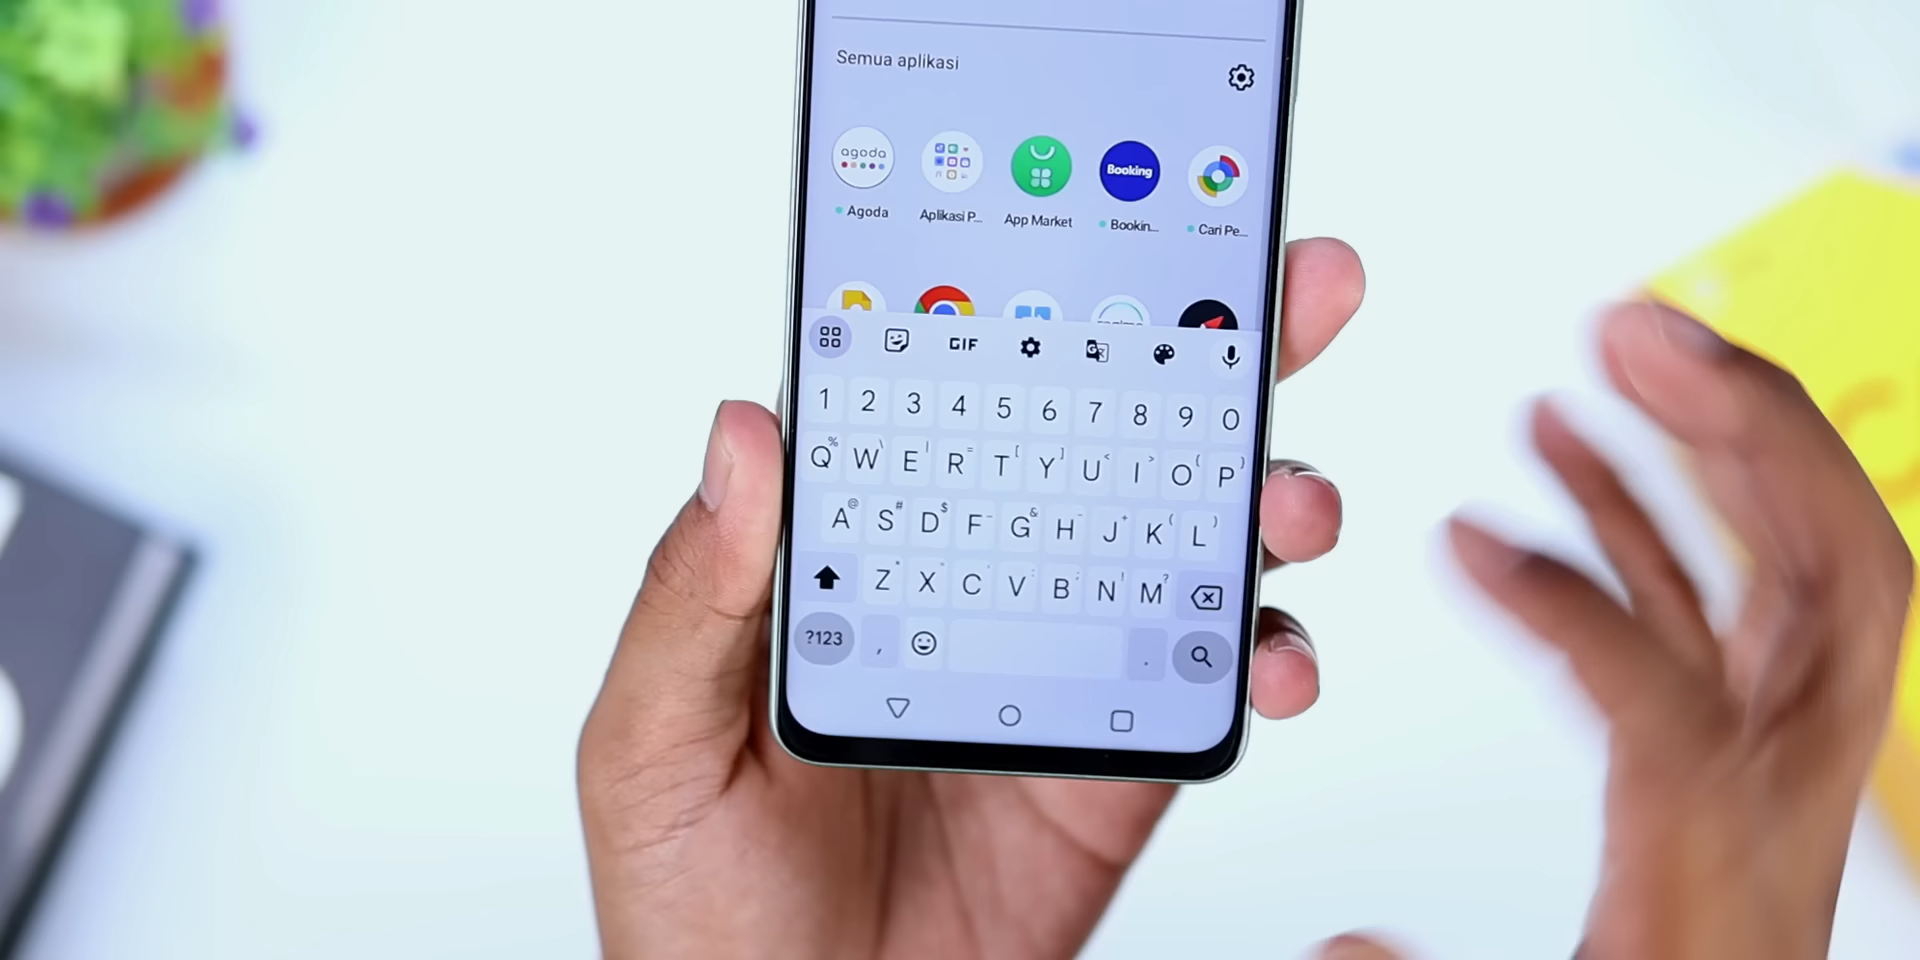 Semua aplikasi
agoda
Booking
Agoda
Aplikasi P...
App Market
Bookin...
Cari Pe...
GIF
1 2 3 4 5 6 7 8 9 0
Q W E R T Y U I O P
A S D F G H J K L
Z X C V B N M
?123 , .